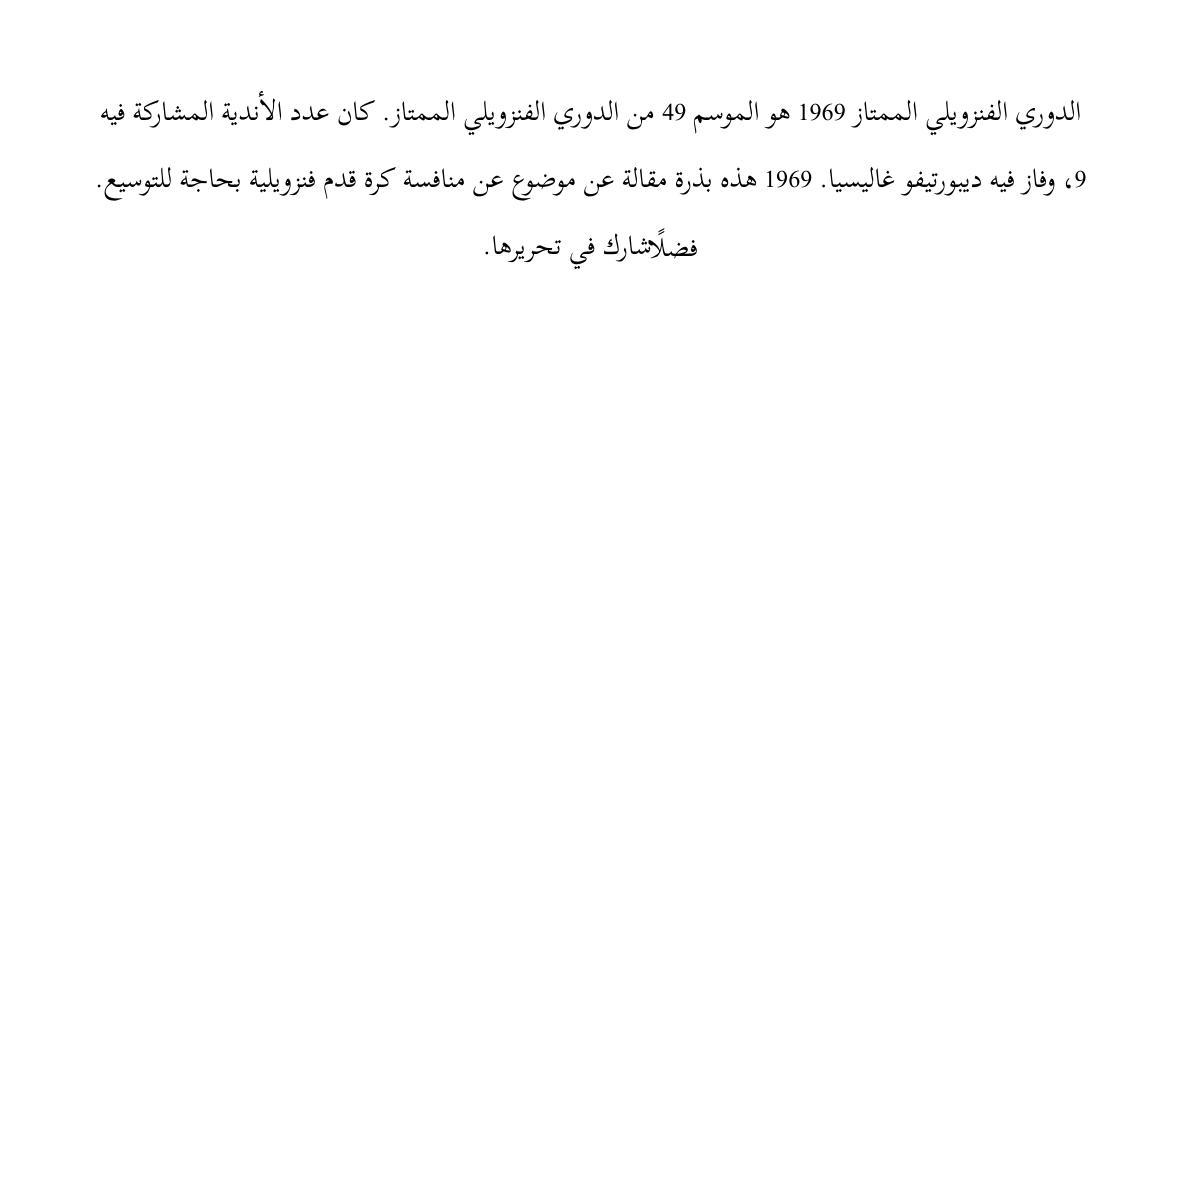 الدوري الفنزويلي الممتاز 1969 هو الموسم 49 من الدوري الفنزويلي الممتاز. كان عدد الأندية المشاركة فيه
9، وفاز فيه ديبورتيفو غاليسيا. 1969 هذه بذرة مقالة عن موضوع عن منافسة كرة قدم فنزويلية بحاجة للتوسيع.
فضلًاشارك في تحريرها.